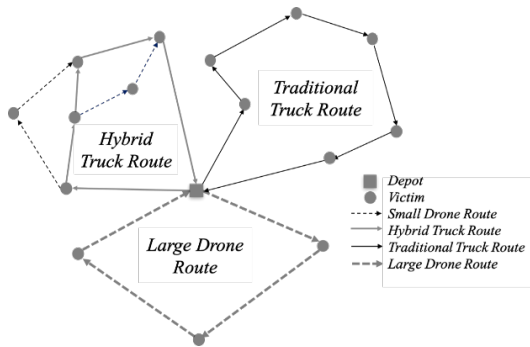 Traditional
Truck Route
Hybrid
Truck Route
Large Drone
Route
Depot
Victim
Small Drone Route
Hybrid Truck Route
Traditional Truck Route
Large Drone Route